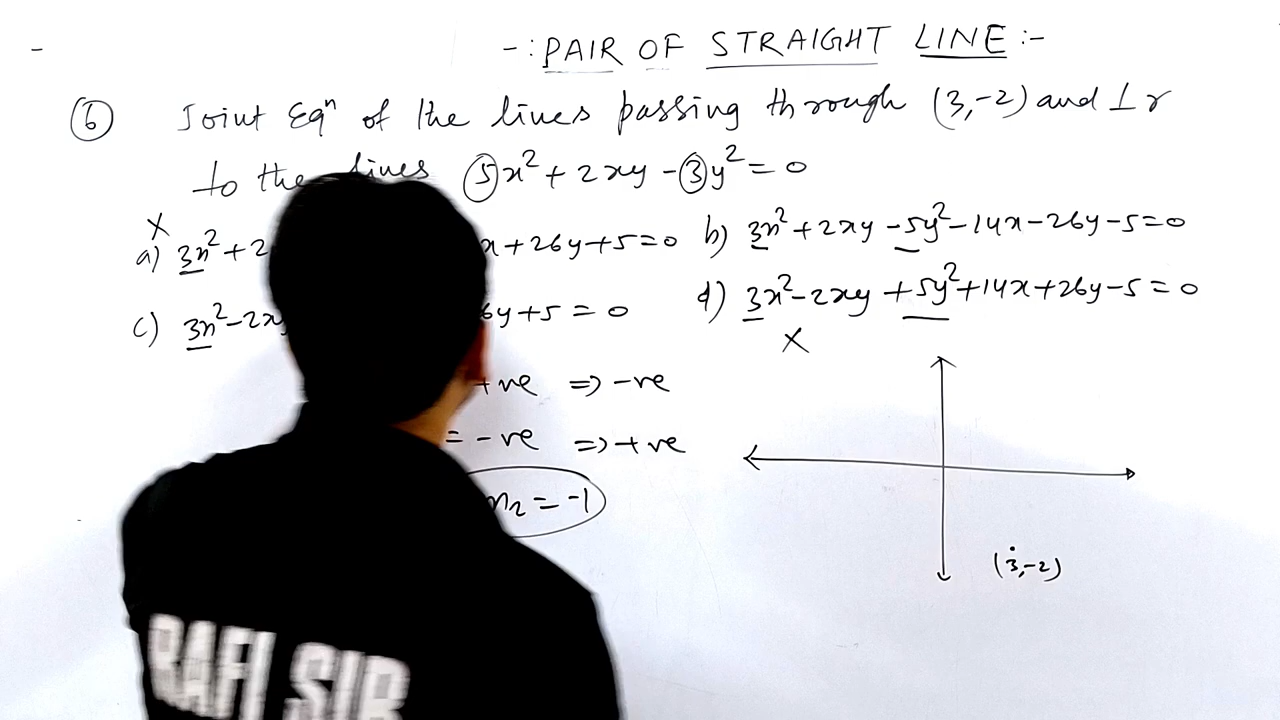 -: PAIR OF STRAIGHT LINE :-
⑥ Joint Eqⁿ of the lines passing through (3,-2) and ⊥r
to the lines 5x² + 2xy - 3y² = 0
X
a) 3x² + 2 x + 26y + 5 = 0 b) 3x² + 2xy - 5y² - 14x - 26y - 5 = 0
c) 3x² - 2x 6y + 5 = 0 d) 3x² - 2xy + 5y² + 14x + 26y - 5 = 0
X
+ve => -ve
= -ve => +ve
m₂ = -1
(3,-2)
RAFI SIR